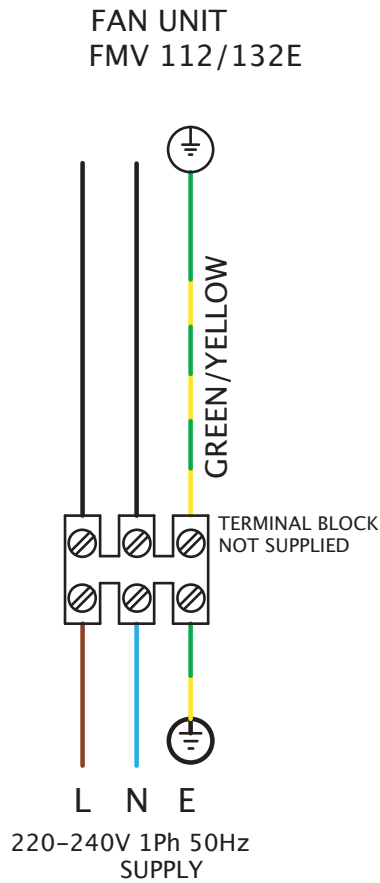 FAN UNIT
FMV 112/132E
GREEN/YELLOW
TERMINAL BLOCK
NOT SUPPLIED
L N E
220-240V 1Ph 50Hz
SUPPLY